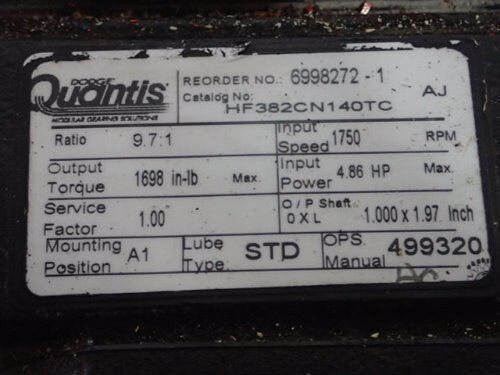 DODGE
Quantis
MODULAR GEARING SOLUTIONS
REORDER NO.: 6998272-1
AJ
Catalog No:
HF382CN140TC
Ratio 9.7:1
Input Speed 1750 RPM
Output Torque 1698 in-lb Max.
Input Power 4.86 HP Max.
Service Factor 1.00
O/P Shaft
O X L 1.000 x 1.97 Inch
Mounting Position A1
Lube Type STD
OPS Manual 499320